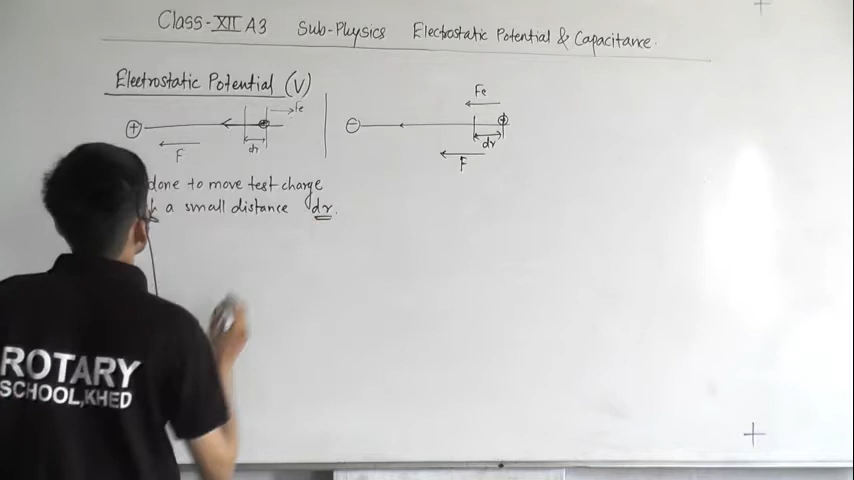 Class-XII A3 Sub-Physics Electrostatic Potential & Capacitance.
Electrostatic Potential (V)
+ Fe dr F
- Fe + dr F
done to move test charge
a small distance dr.
ROTARY
SCHOOL,KHED